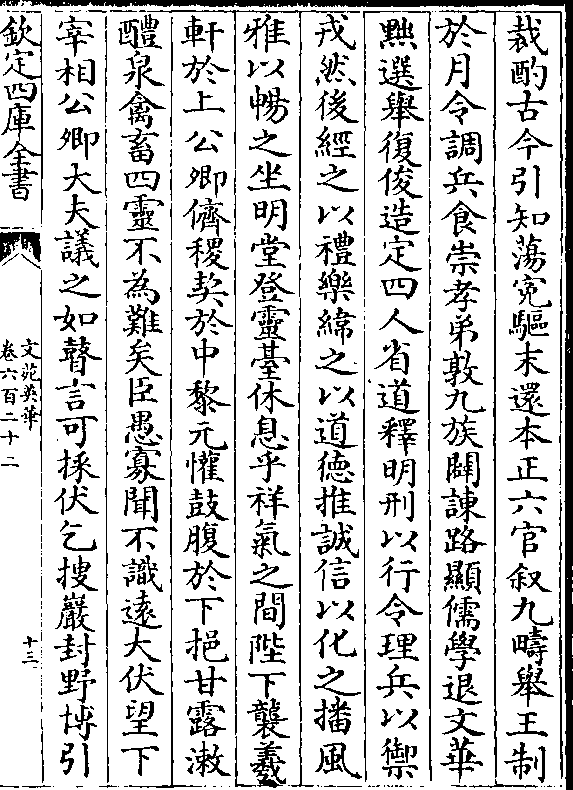 裁酌古今引知蕩寃驅末還本正六官叙九疇舉王制
於月令調兵食崇孝弟敦九族闢諫路顯儒學退文華
㸃選舉復俊造定四人省道釋明刑以行令理兵以禦
戎然後經之以禮樂緯之以道德推誠信以化之播風
雅以暢之坐明堂登靈臺休息乎祥氣之間陛下襲羲
軒於上公卿儕稷契於中黎元懽鼓腹於下挹甘露漱
醴泉禽畜四靈不為難矣臣愚寡聞不識逺大伏望下
宰相公卿大夫議之如瞽言可採伏乞搜巖封野博引
欽定四庫全書
文苑英華
卷六百二十二
十三